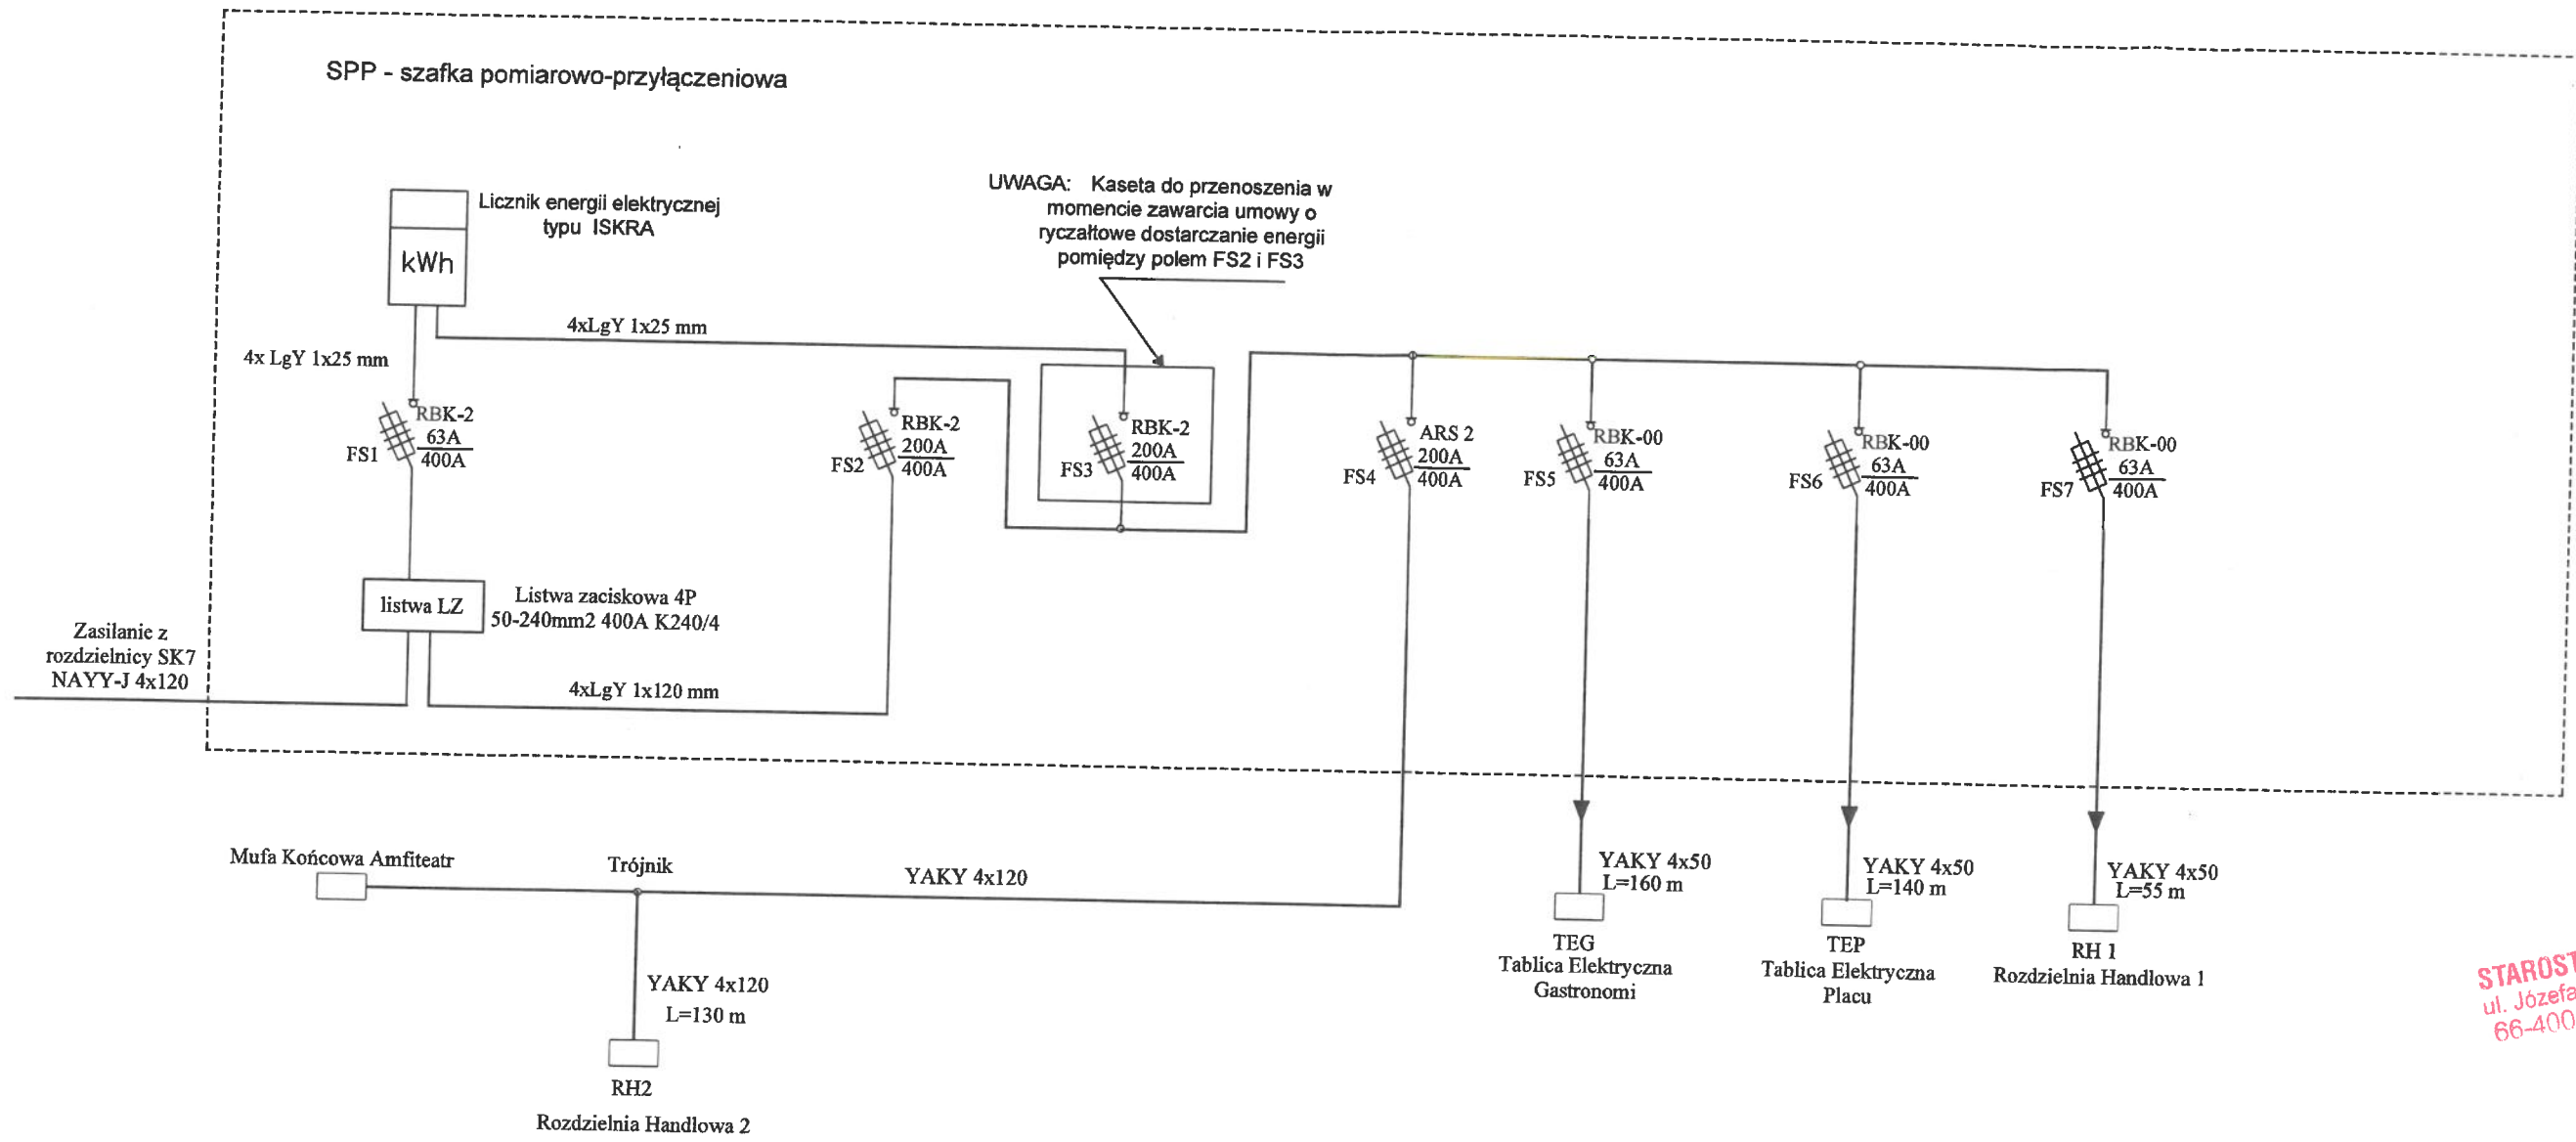 SPP - szafka pomiarowo-przyłączeniowa
Licznik energii elektrycznej
typu ISKRA
kWh
UWAGA: Kaseta do przenoszenia w
momencie zawarcia umowy o
ryczałtowe dostarczanie energii
pomiędzy polem FS2 i FS3
4xLgY 1x25 mm
4x LgY 1x25 mm
RBK-2
63A
400A
FS1
RBK-2
200A
400A
FS2
RBK-2
200A
400A
FS3
ARS 2
200A
400A
FS4
RBK-00
63A
400A
FS5
RBK-00
63A
400A
FS6
RBK-00
63A
400A
FS7
listwa LZ
Listwa zaciskowa 4P
50-240mm2 400A K240/4
Zasilanie z
rozdzielnicy SK7
NAYY-J 4x120
4xLgY 1x120 mm
Mufa Końcowa Amfiteatr
Trójnik
YAKY 4x120
YAKY 4x120
L=130 m
RH2
Rozdzielnia Handlowa 2
YAKY 4x50
L=160 m
TEG
Tablica Elektryczna
Gastronomi
YAKY 4x50
L=140 m
TEP
Tablica Elektryczna
Placu
YAKY 4x50
L=55 m
RH 1
Rozdzielnia Handlowa 1
STAROST
ul. Józefa
66-400